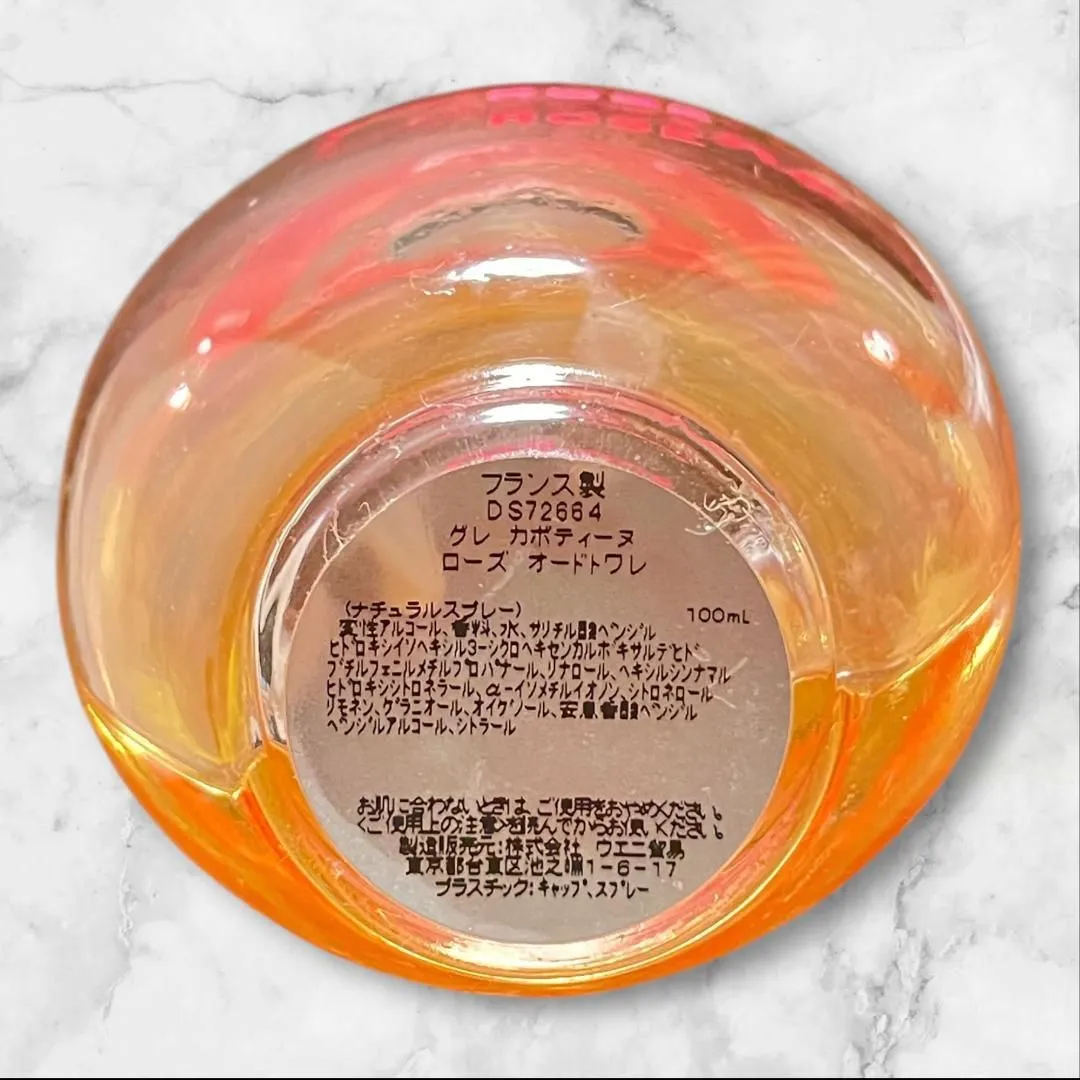 フランス製
DS72664
グレ カボティーヌ
ローズ オードトワレ
(ナチュラルスプレー) 100mL
変性アルコール、香料、水、サリチル酸ベンジル
ヒドロキシイソヘキシル3-シクロヘキセンカルボキサルデヒド
ブチルフェニルメチルプロパナール、リナロール、ヘキシルシンナマル
ヒドロキシシトロネラール、α-イソメチルイオノン、シトロネロール
リモネン、ゲラニオール、オイゲノール、安息香酸ベンジル
ベンジルアルコール、シトラール
お肌に合わないときは、ご使用をおやめください。
<ご使用上の注意>を読んでからお使いください。
製造販売元:株式会社 ウエニ貿易
東京都台東区池之端1-6-17
プラスチック:キャップ、スプレー